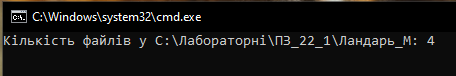 C:\Windows\system32\cmd.exe
Кількість файлів у C:\Лабораторні\ПЗ_22_1\Ландарь_М: 4